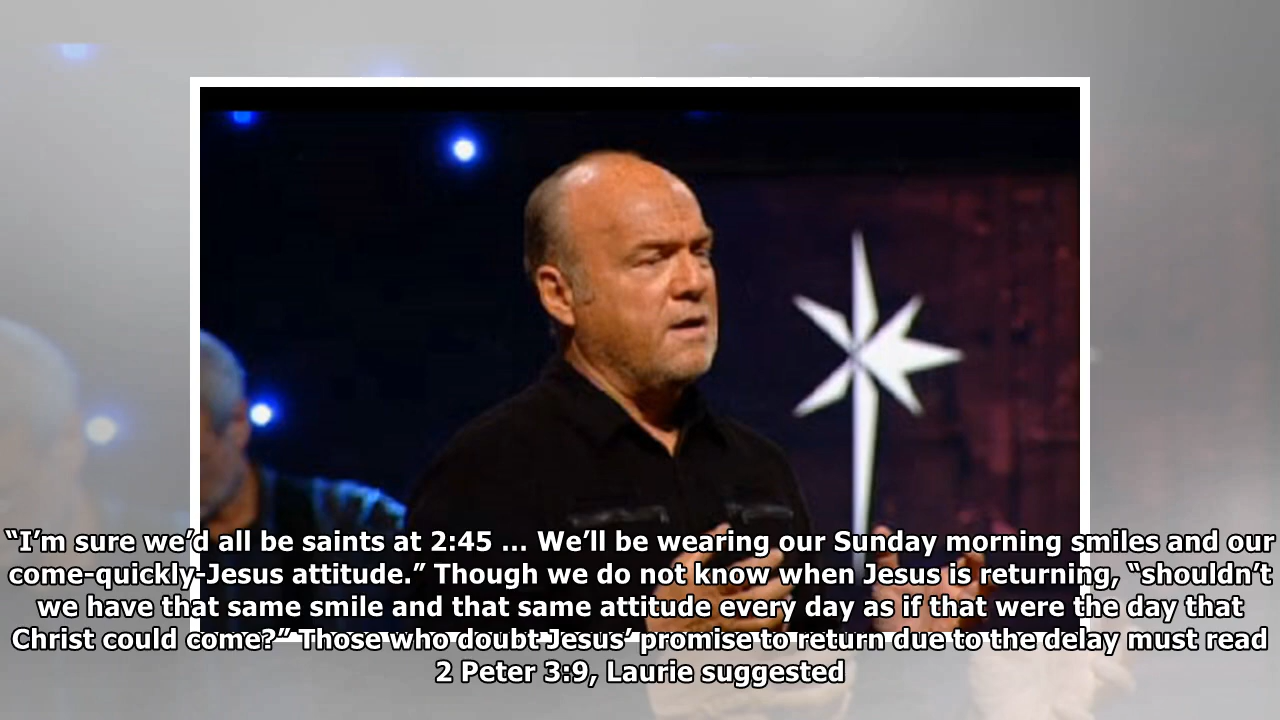 “I’m sure we’d all be saints at 2:45 ... We’ll be wearing our Sunday morning smiles and our
come-quickly-Jesus attitude.” Though we do not know when Jesus is returning, “shouldn’t
we have that same smile and that same attitude every day as if that were the day that
Christ could come?” Those who doubt Jesus’ promise to return due to the delay must read
2 Peter 3:9, Laurie suggested